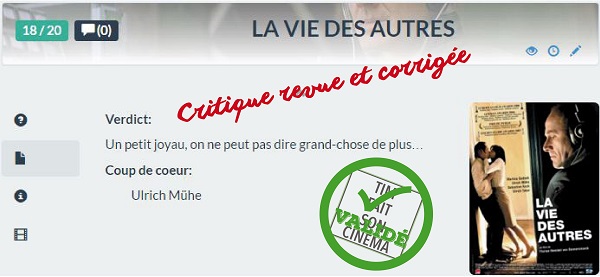 18 / 20
(0)
LA VIE DES AUTRES
Critique revue et corrigée
Verdict:
Un petit joyau, on ne peut pas dire grand-chose de plus...
Coup de coeur:
Ulrich Mühe
TIM
FAIT
SON
CINEMA
VALIDÉ
LA
VIE
DES
AUTRES